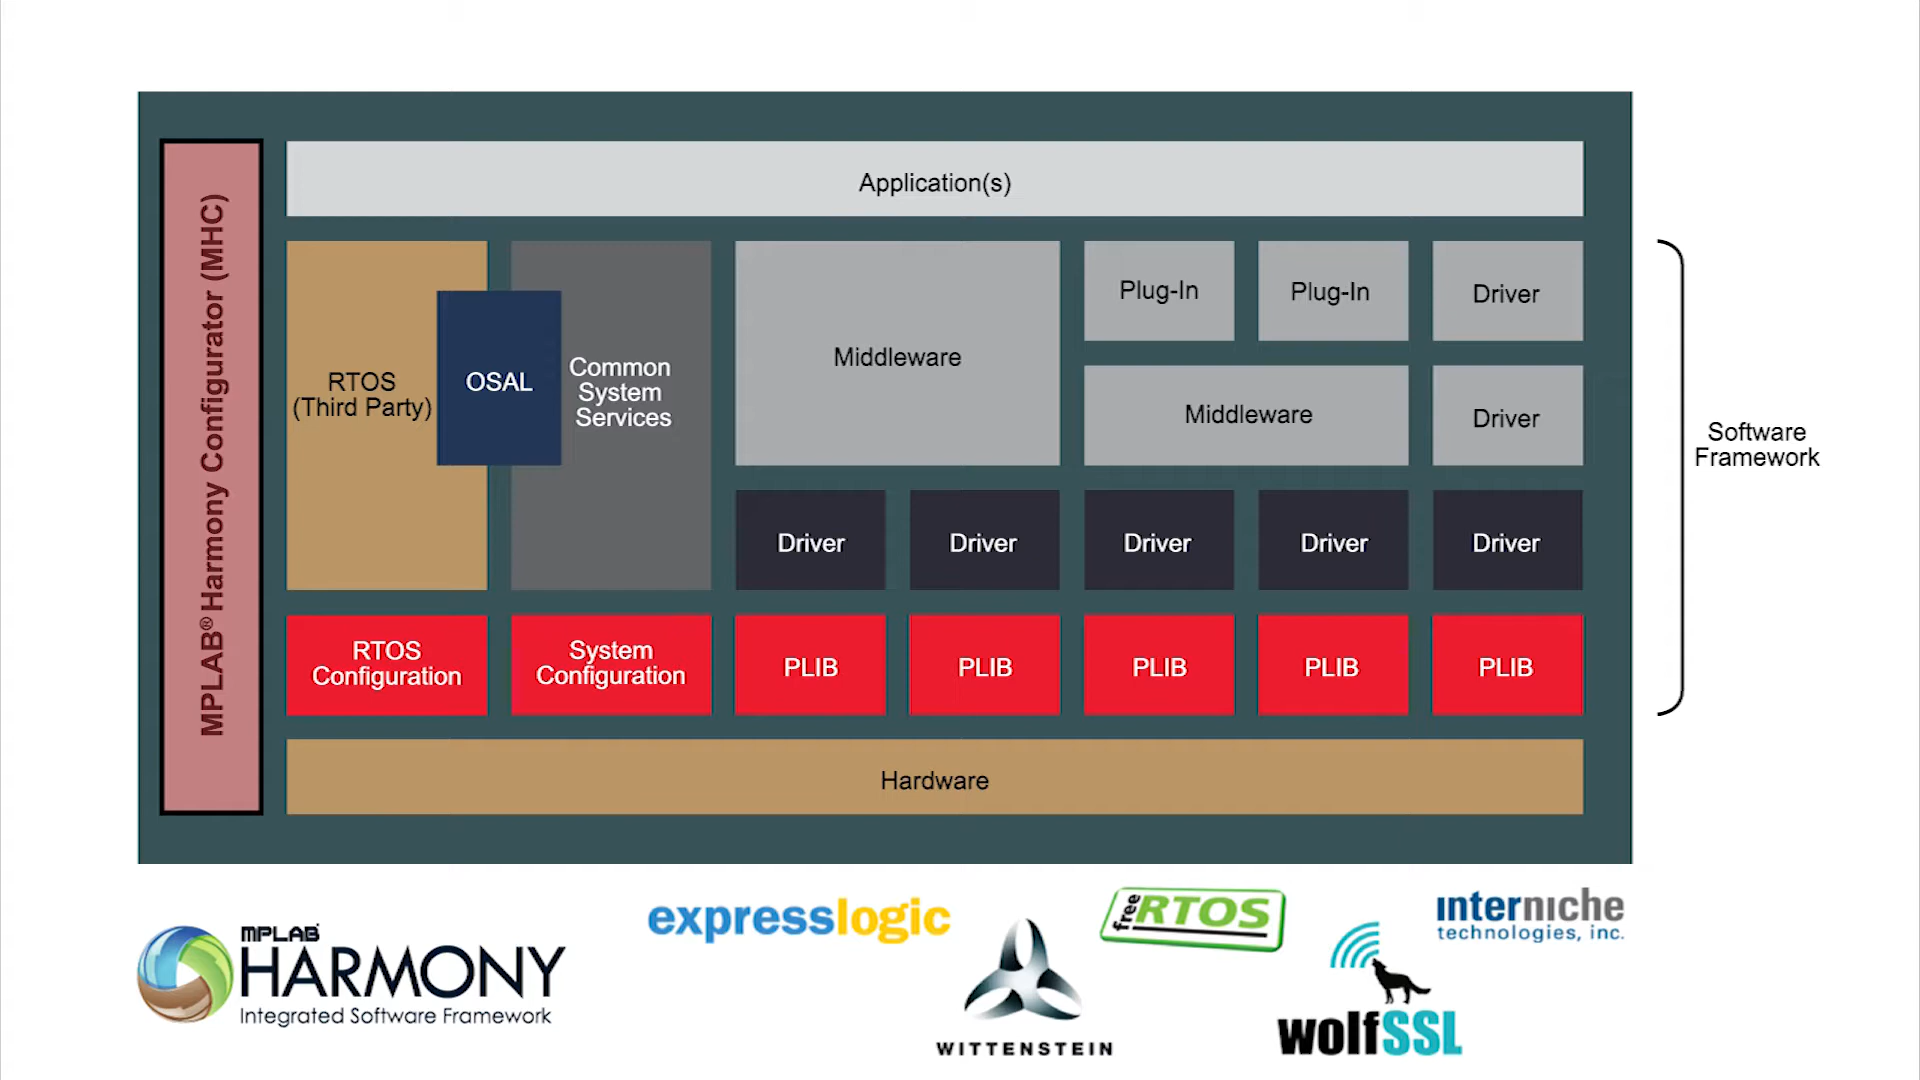 MPLAB® Harmony Configurator (MHC)
Application(s)
RTOS
(Third Party)
OSAL
Common
System
Services
Middleware
Plug-In
Plug-In
Driver
Middleware
Driver
Driver
Driver
Driver
Driver
Driver
RTOS
Configuration
System
Configuration
PLIB
PLIB
PLIB
PLIB
PLIB
Hardware
Software
Framework
MPLAB®
HARMONY
Integrated Software Framework
expresslogic
WITTENSTEIN
free RTOS
wolfSSL
interniche
technologies, inc.